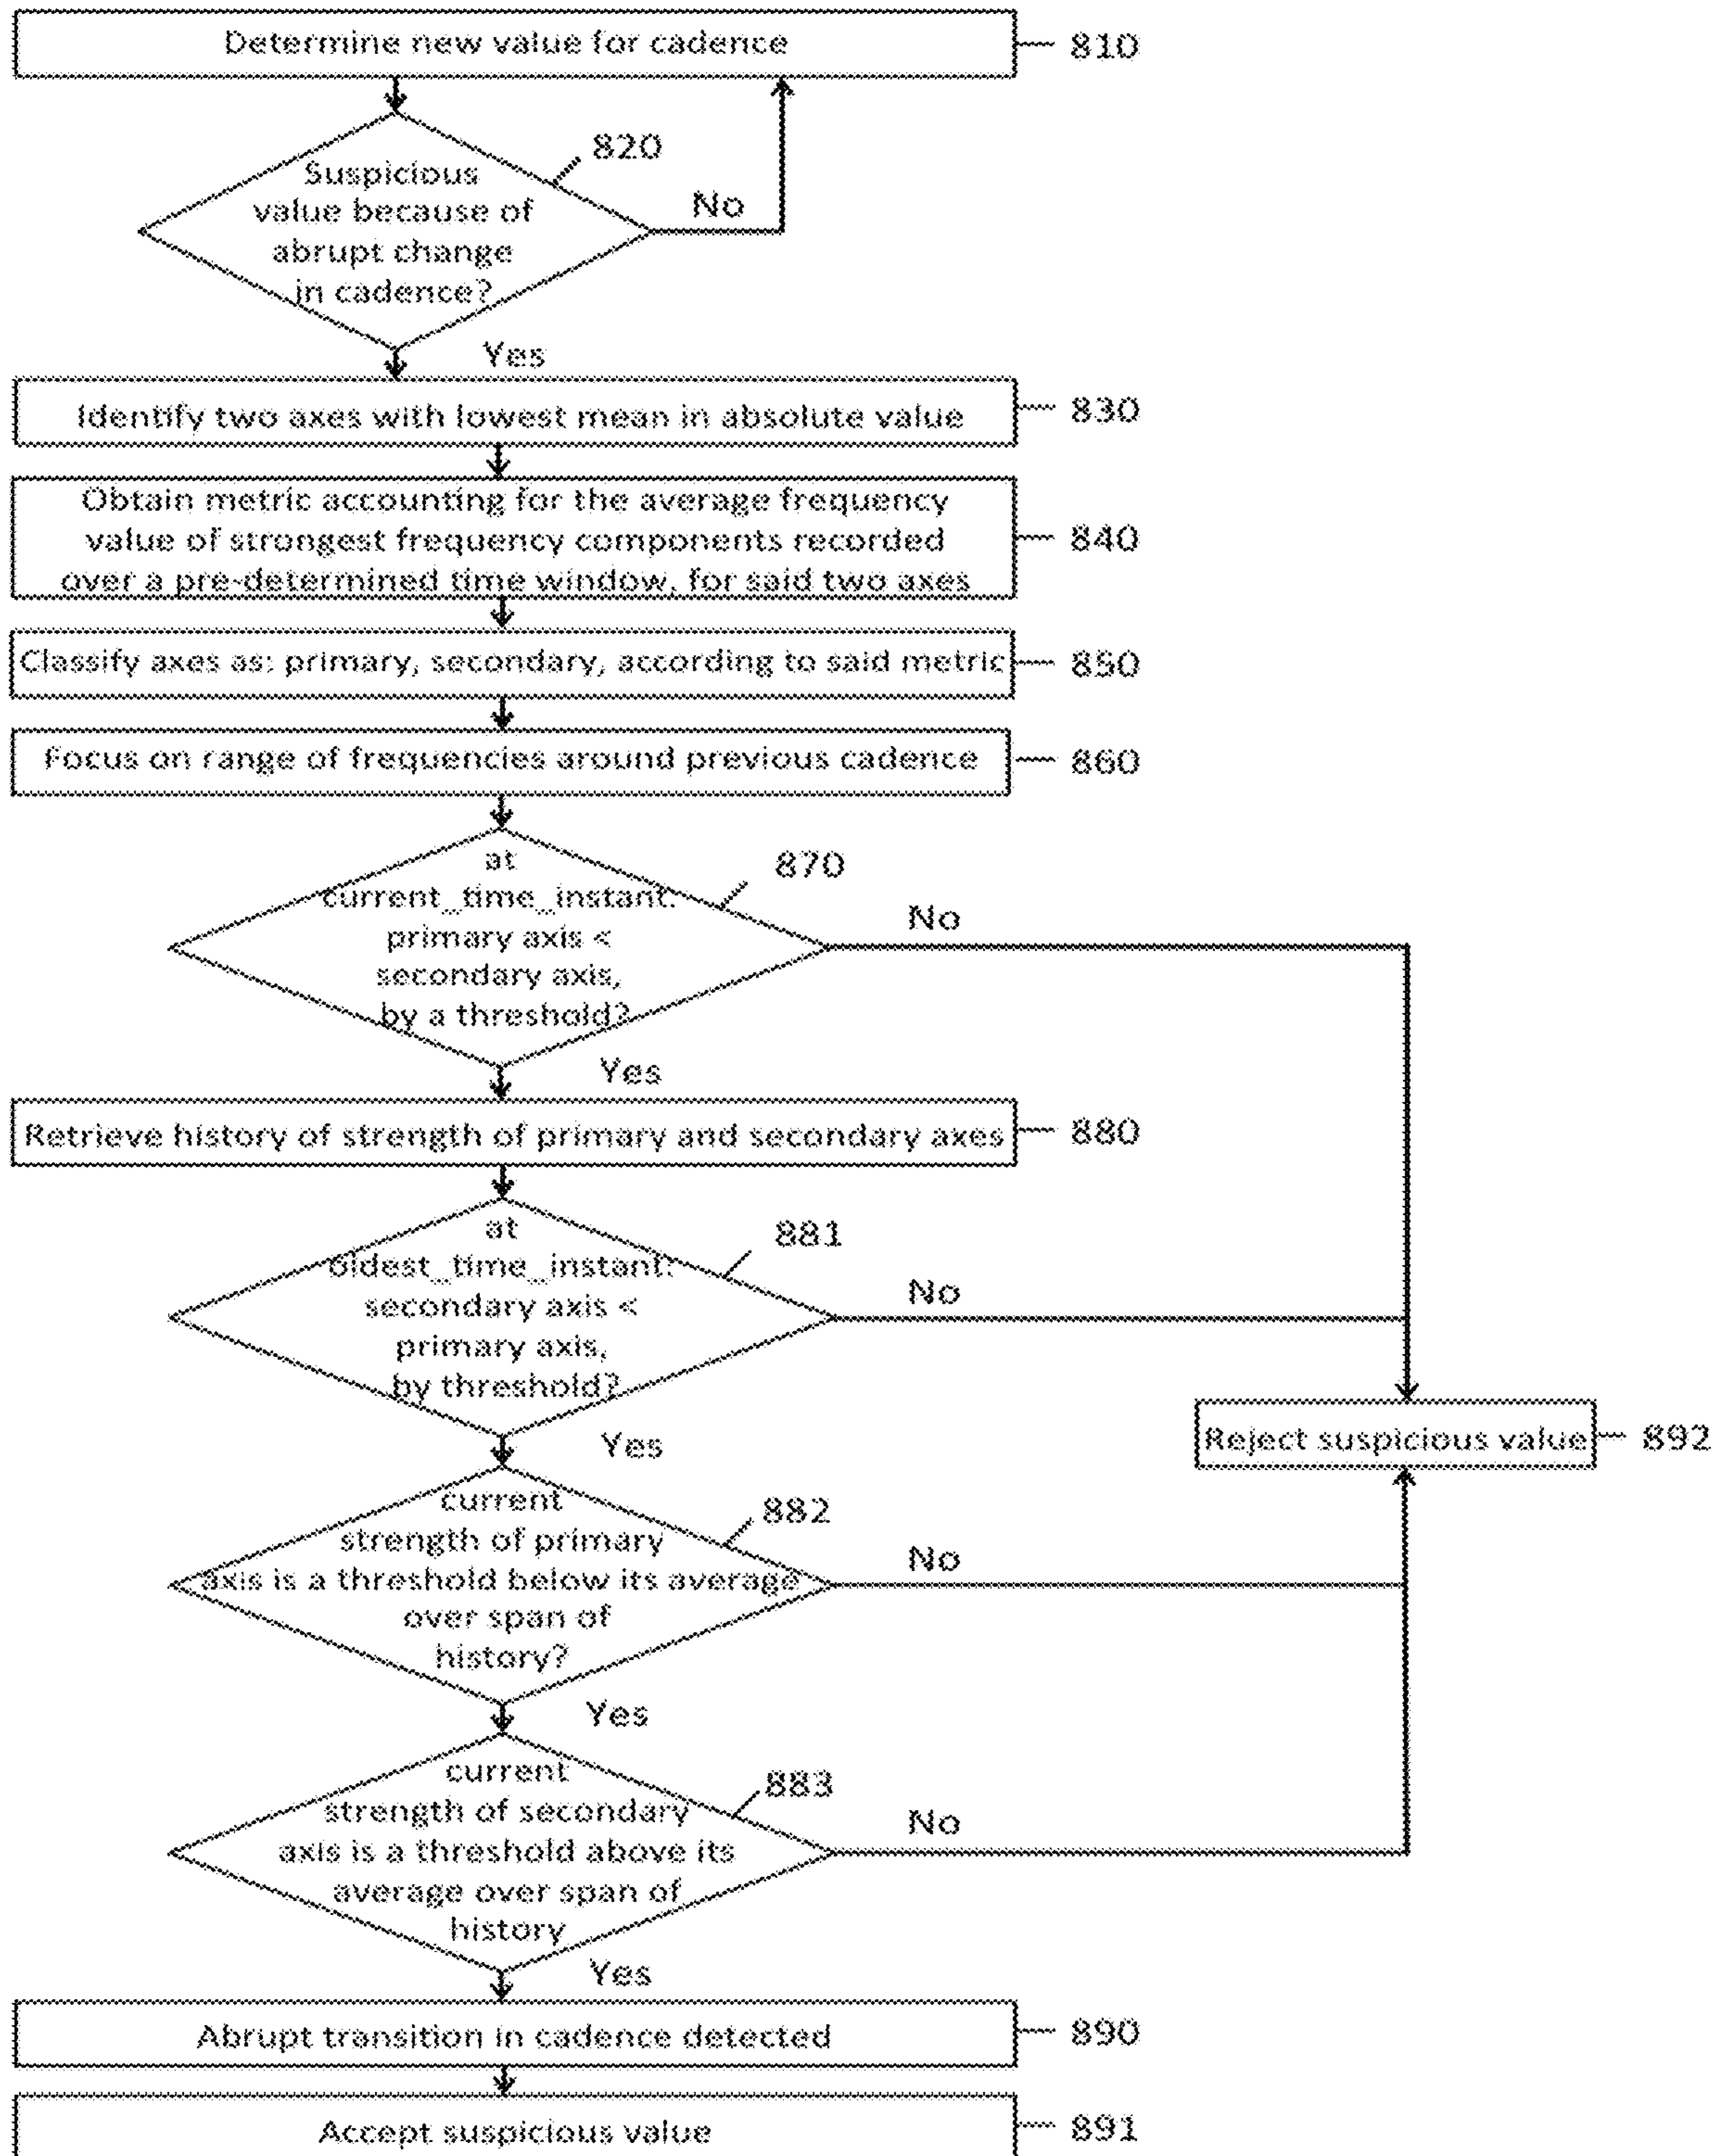 Determine new value for cadence
810
820
Suspicious
value because of
abrupt change
in cadence?
No
Yes
Identify two axes with lowest mean in absolute value
830
Obtain metric accounting for the average frequency
value of strongest frequency components recorded
over a pre-determined time window, for said two axes
840
Classify axes as: primary, secondary, according to said metric
850
Focus on range of frequencies around previous cadence
860
870
at
current_time_instant:
primary axis <
secondary axis,
by a threshold?
No
Yes
Retrieve history of strength of primary and secondary axes
880
881
at
oldest_time_instant:
secondary axis <
primary axis,
by threshold?
No
Yes
Reject suspicious value
892
882
current
strength of primary
axis is a threshold below its average
over span of
history?
No
Yes
883
current
strength of secondary
axis is a threshold above its
average over span of
history
No
Yes
Abrupt transition in cadence detected
890
Accept suspicious value
891